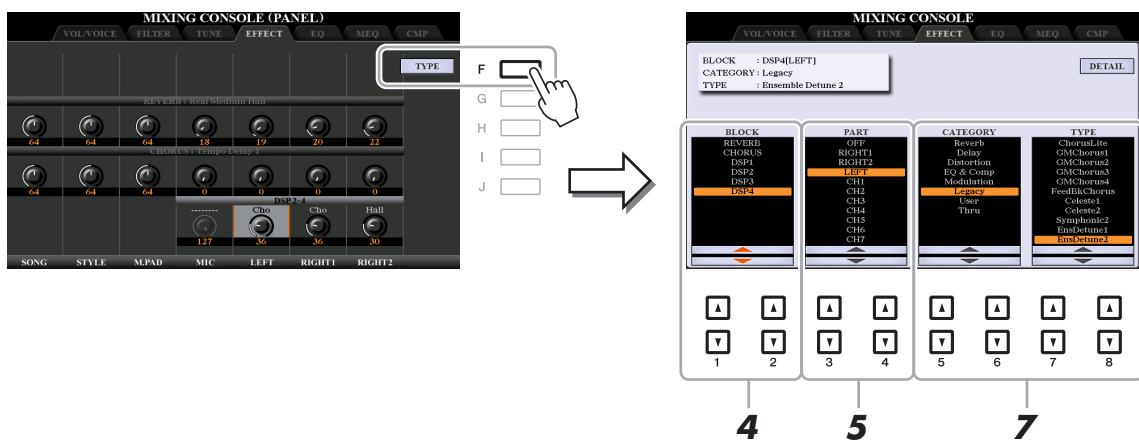 MIXING CONSOLE (PANEL)
VOL/VOICE FILTER TUNE EFFECT EQ MEQ CMP
TYPE
F
G
H
I
J
REVERB : Real Medium Hall
64 64 64 18 19 20 22
CHORUS : Tempo Delay 1
64 64 64 0 0 0 0
DSP 2-4
-------- Cho Cho Hall
127 36 36 30
SONG STYLE M.PAD MIC LEFT RIGHT1 RIGHT2
MIXING CONSOLE
VOL/VOICE FILTER TUNE EFFECT EQ MEQ CMP
BLOCK : DSP4[LEFT]
CATEGORY : Legacy
TYPE : Ensemble Detune 2
DETAIL
BLOCK
REVERB
CHORUS
DSP1
DSP2
DSP3
DSP4
PART
OFF
RIGHT1
RIGHT2
LEFT
CH1
CH2
CH3
CH4
CH5
CH6
CH7
CATEGORY
Reverb
Delay
Distortion
EQ & Comp
Modulation
Legacy
User
Thru
TYPE
ChorusLite
GMChorus1
GMChorus2
GMChorus3
GMChorus4
FeedBkChorus
Celeste1
Celeste2
Symphonic2
EnsDetune1
EnsDetune2
1 2 3 4 5 6 7 8
4 5 7